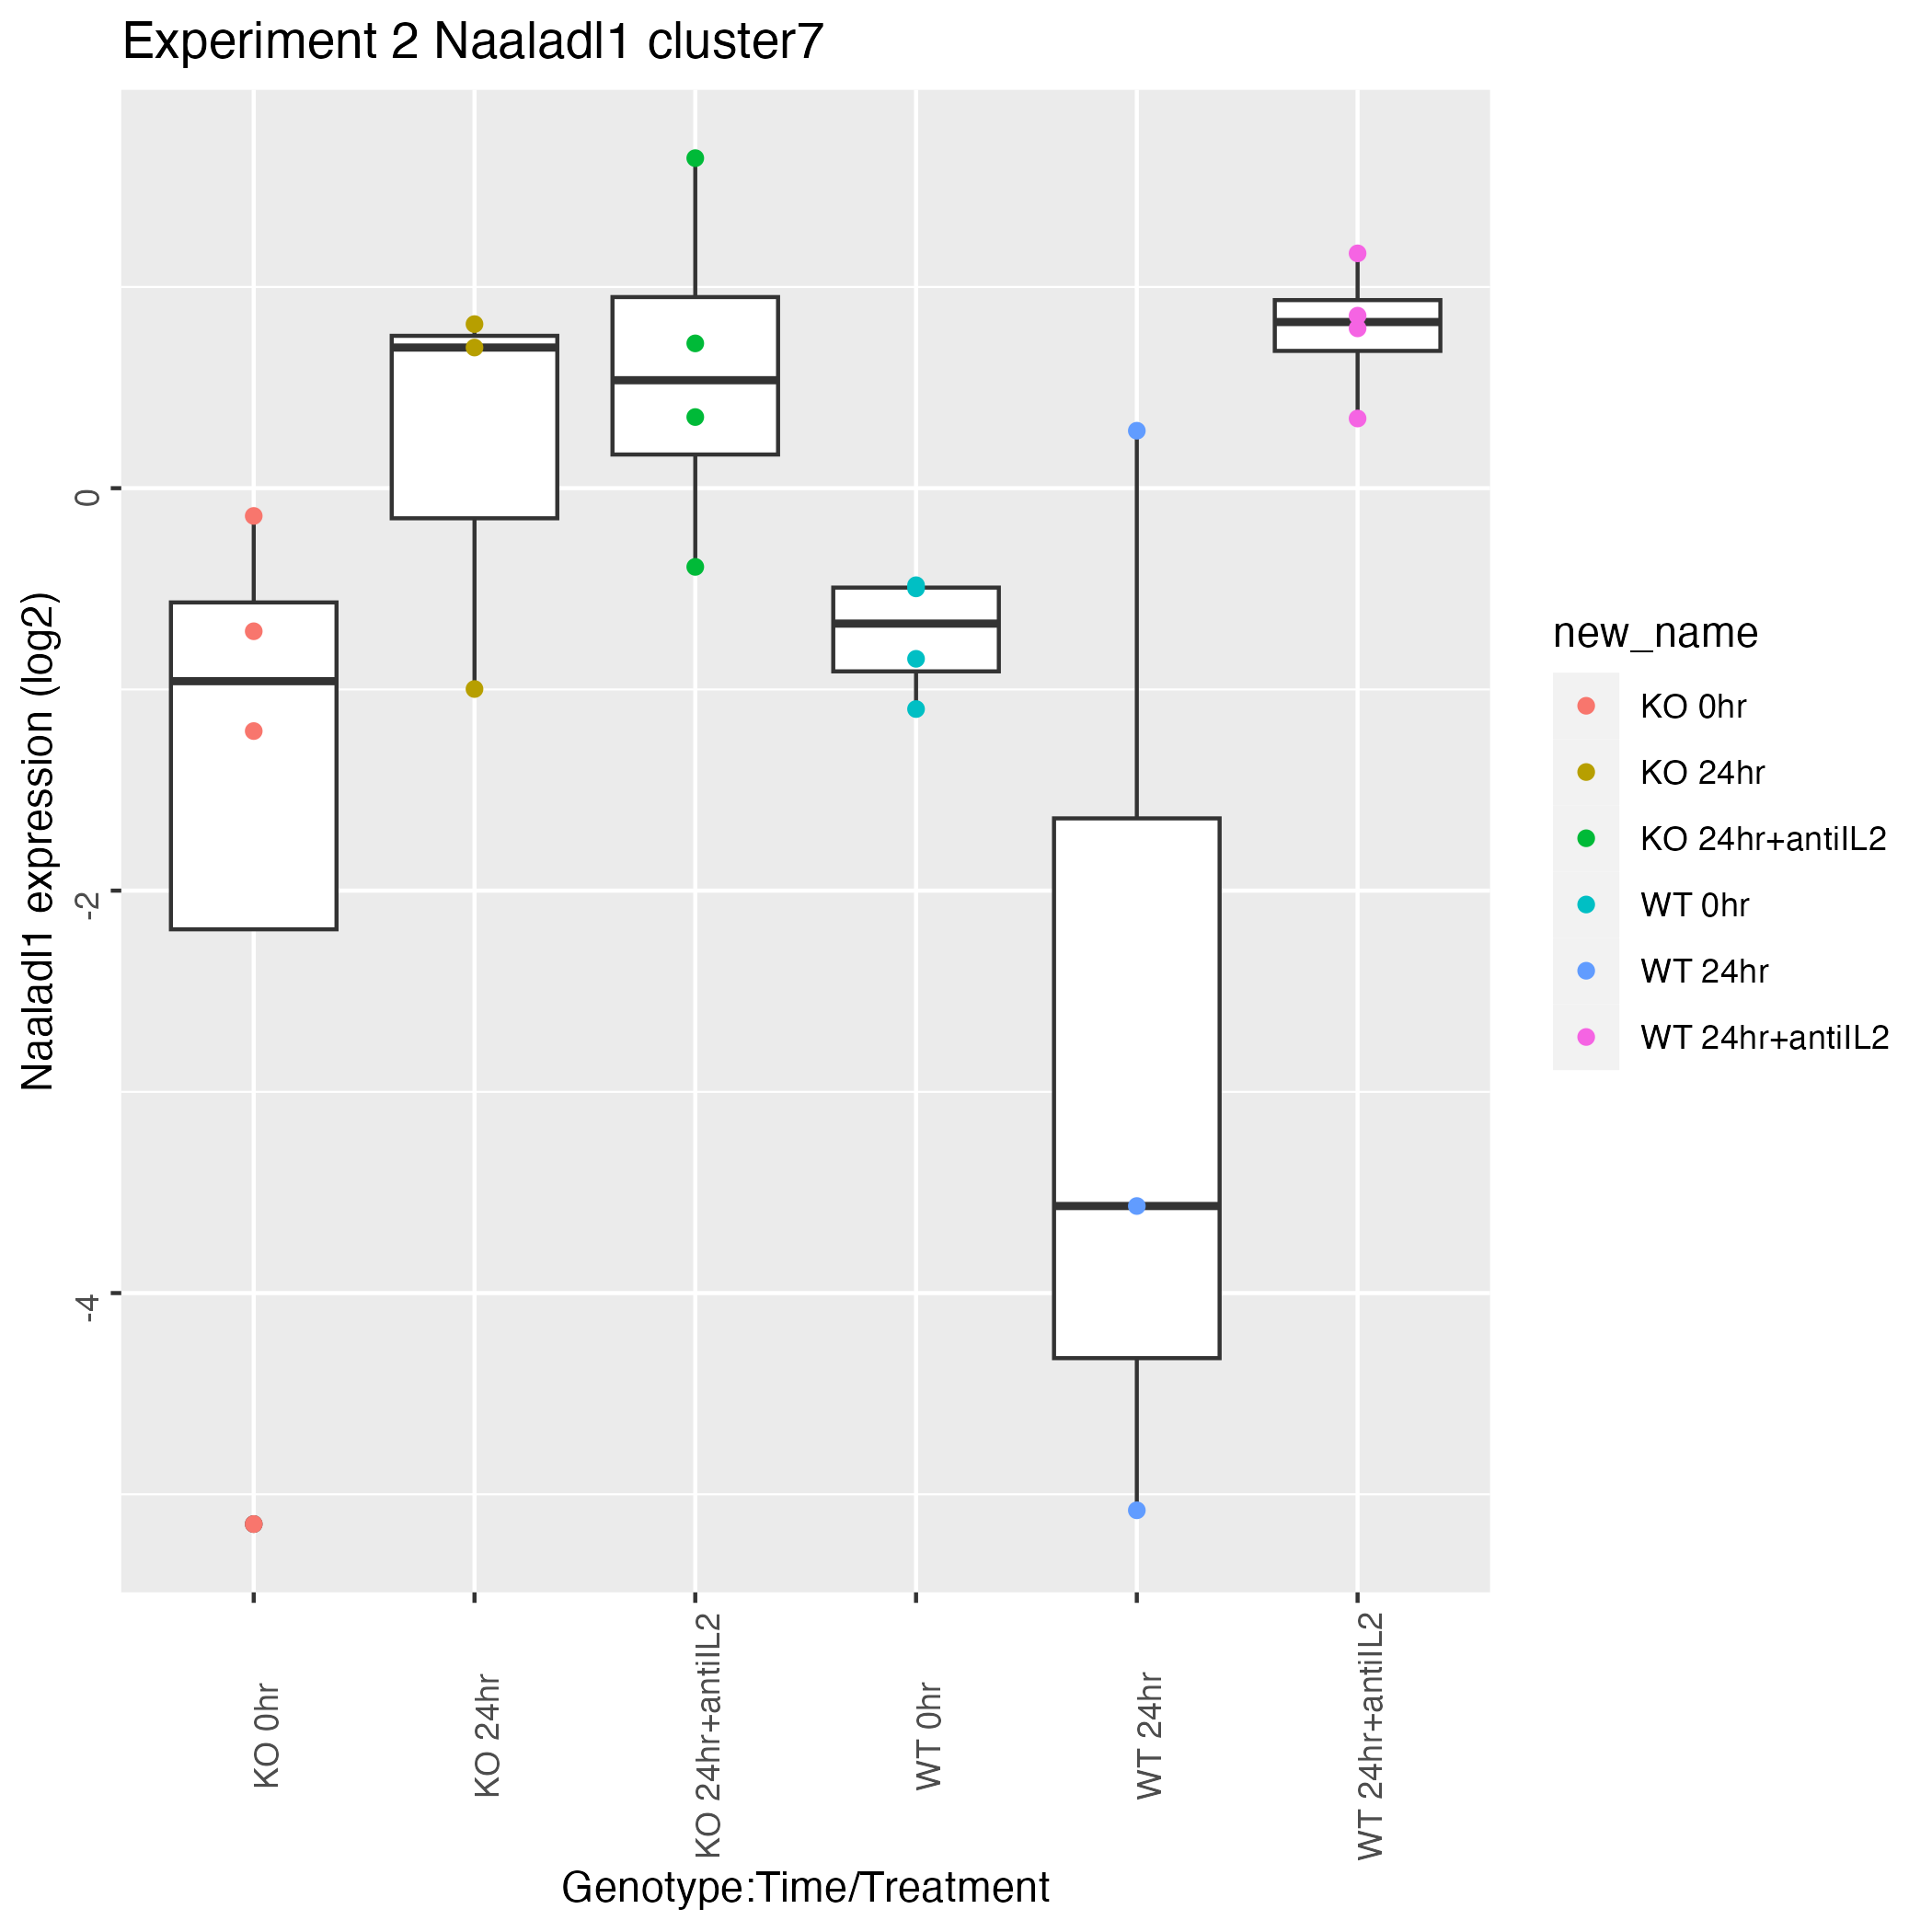 Experiment 2 Naaladl1 cluster7
Naaladl1 expression (log2)
0
-2
-4
KO 0hr
KO 24hr
KO 24hr+antiIL2
WT 0hr
WT 24hr
WT 24hr+antiIL2
Genotype:Time/Treatment
new_name
KO 0hr
KO 24hr
KO 24hr+antiIL2
WT 0hr
WT 24hr
WT 24hr+antiIL2